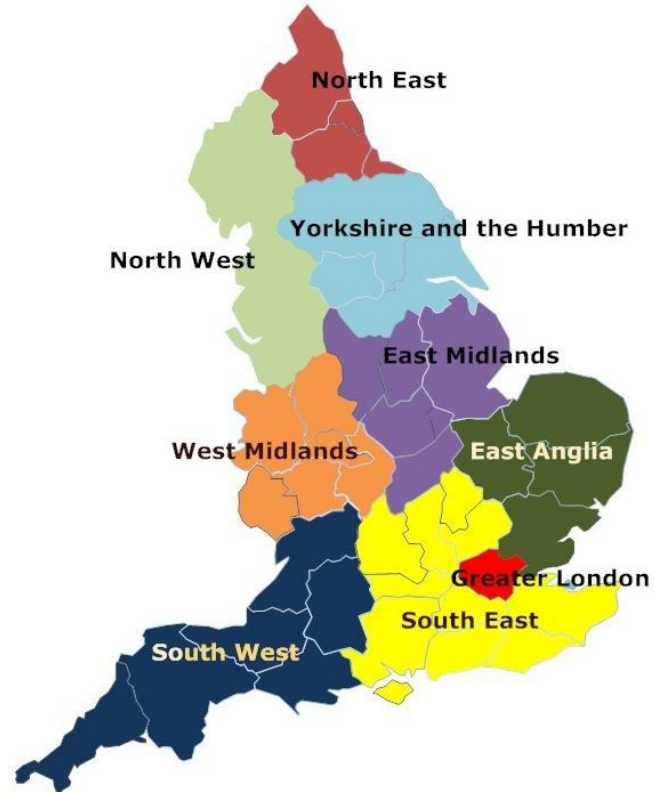 North East
Yorkshire and the Humber
North West
East Midlands
West Midlands
East Anglia
Greater London
South East
South West